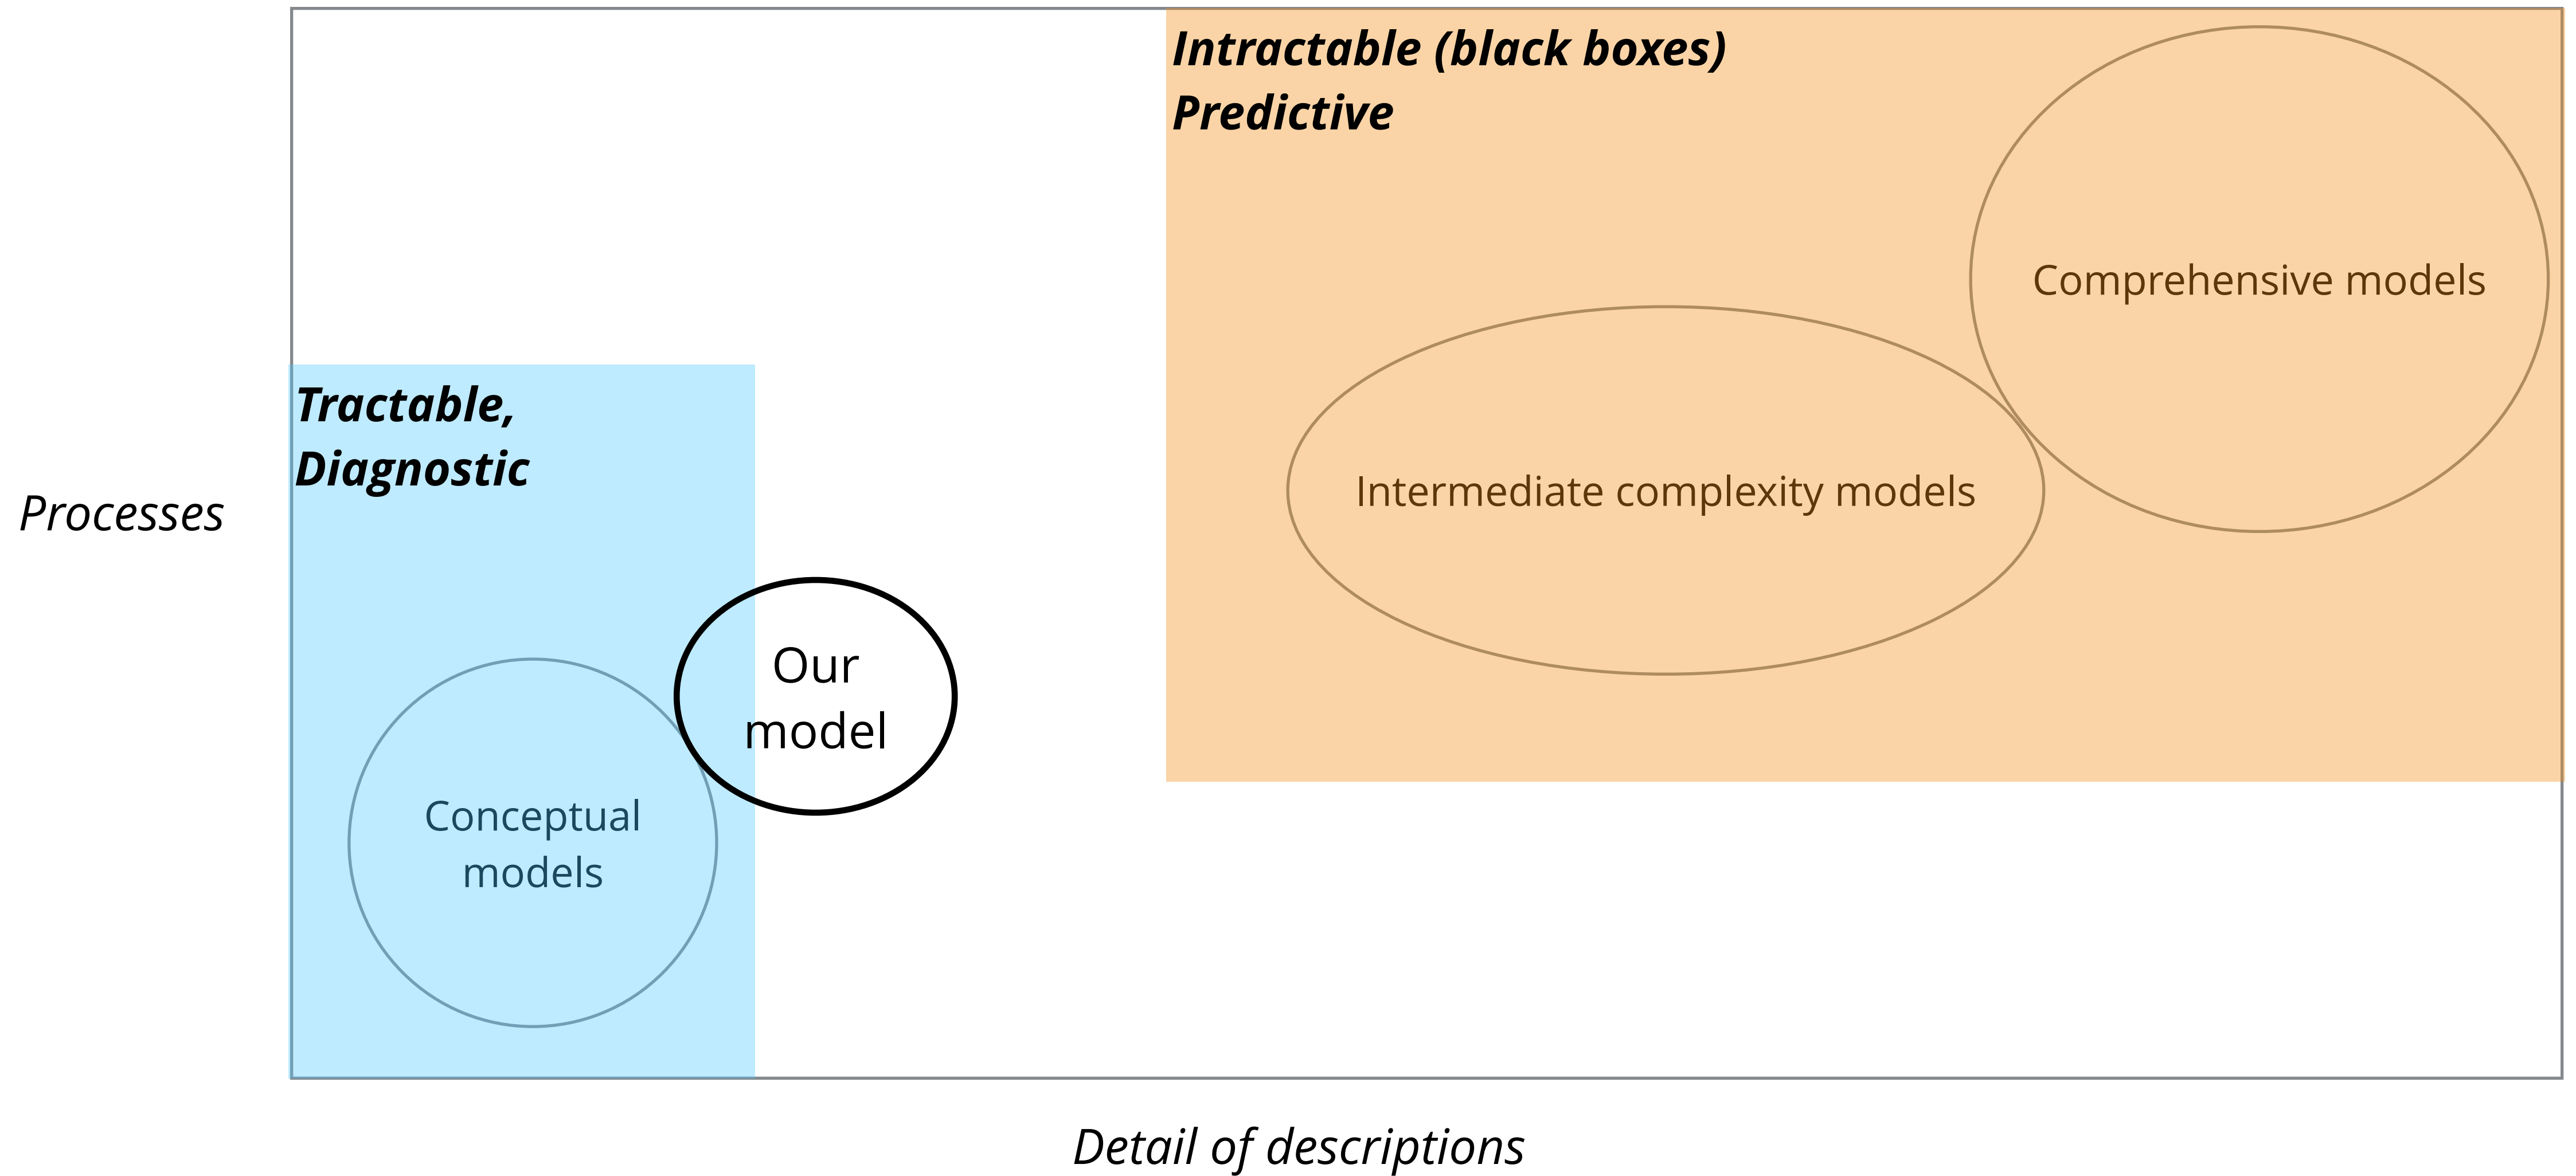 Intractable (black boxes)
Predictive
Comprehensive models
Tractable,
Diagnostic
Intermediate complexity models
Processes
Our
model
Conceptual
models
Detail of descriptions